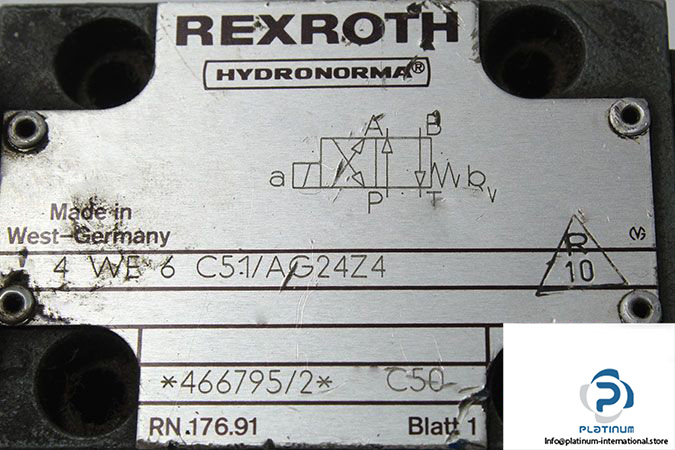 REXROTH
HYDRONORMA®
A B
a b
P T
Made in
West-Germany
4 WE 6 C51/AG24Z4
R
10
*466795/2* C50
RN.176.91 Blatt 1
P
PLATINUM
Info@platinum-international.store